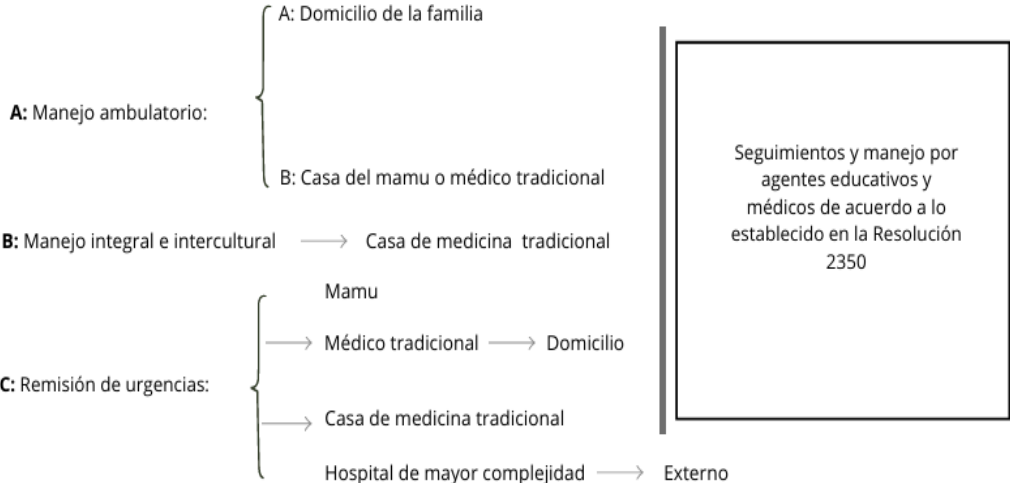 A: Domicilio de la familia
A: Manejo ambulatorio:
B: Casa del mamu o médico tradicional
B: Manejo integral e intercultural
Casa de medicina tradicional
C: Remisión de urgencias:
Mamu
Médico tradicional
Domicilio
Casa de medicina tradicional
Hospital de mayor complejidad
Externo
Seguimientos y manejo por
agentes educativos y
médicos de acuerdo a lo
establecido en la Resolución
2350